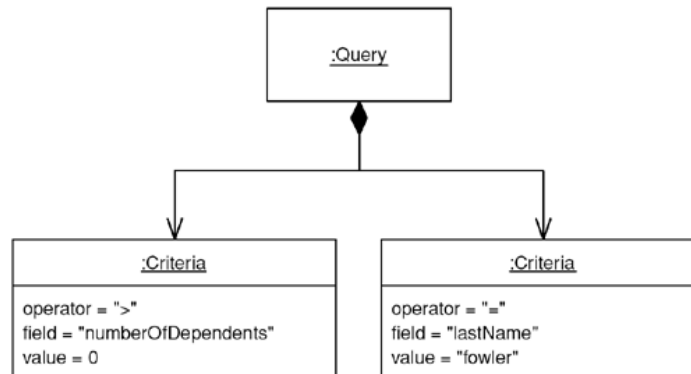 :Query
:Criteria
operator = ">"
field = "numberOfDependents"
value = 0
:Criteria
operator = "="
field = "lastName"
value = "fowler"